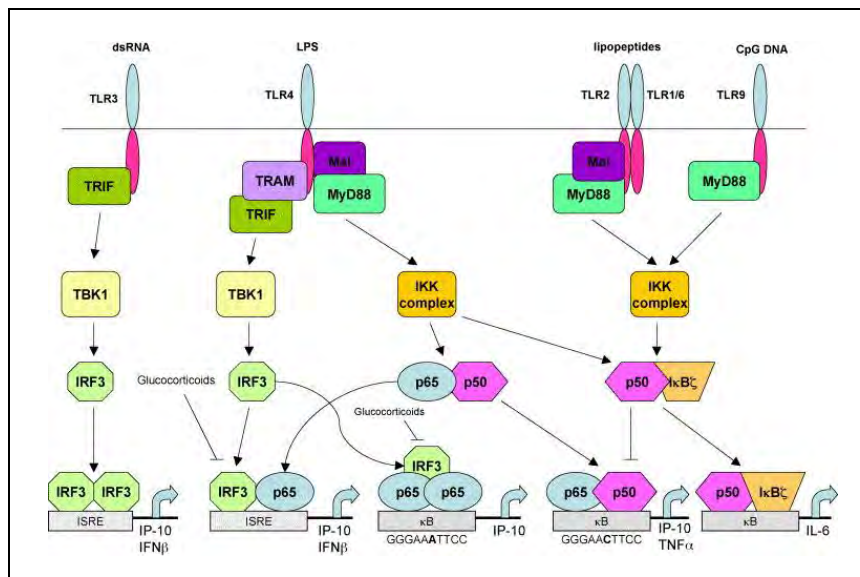 dsRNA
LPS
lipopeptides
CpG DNA
TLR3
TLR4
TLR2
TLR1/6
TLR9
TRIF
TRAM
Mal
MyD88
TRIF
Mal
MyD88
MyD88
TBK1
TBK1
IKK
complex
IKK
complex
IRF3
Glucocorticoids
IRF3
p65
p50
p50
IκBζ
Glucocorticoids
IRF3
IRF3
IRF3
IRF3
p65
p65
p65
p65
p50
p50
IκBζ
ISRE
IP-10
IFNβ
ISRE
IP-10
IFNβ
κB
GGGAAATTCC
IP-10
κB
GGGAACTTCC
IP-10
TNFα
κB
IL-6